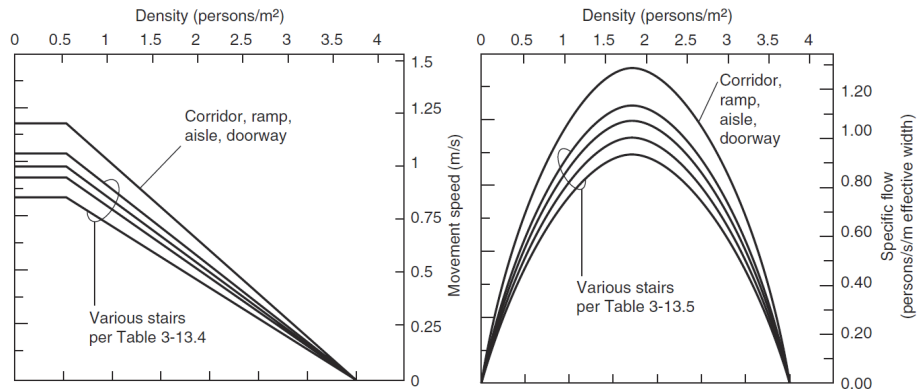 Density (persons/m²)
0 0.5 1 1.5 2 2.5 3 3.5 4
1.5
1.25
1
0.75
0.5
0.25
0
Movement speed (m/s)
Corridor, ramp,
aisle, doorway
Various stairs
per Table 3-13.4
Density (persons/m²)
0 0.5 1 1.5 2 2.5 3 3.5 4
1.20
1.00
0.80
0.60
0.40
0.20
0.00
Specific flow
(persons/s/m effective width)
Corridor,
ramp,
aisle,
doorway
Various stairs
per Table 3-13.5